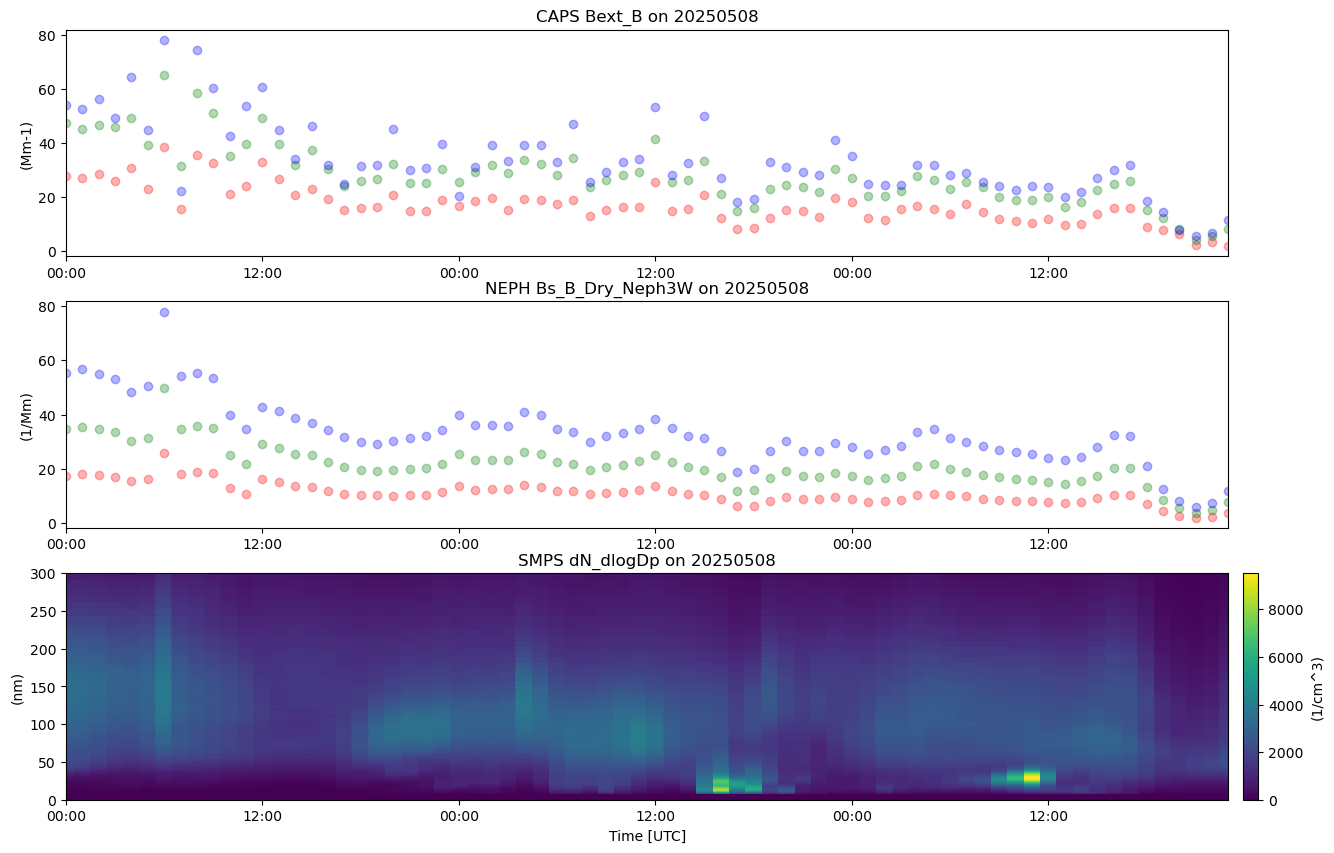 CAPS Bext_B on 20250508
80
60
40
20
0
(Mm-1)
00:00 12:00 00:00 12:00 00:00 12:00
NEPH Bs_B_Dry_Neph3W on 20250508
80
60
40
20
0
(1/Mm)
00:00 12:00 00:00 12:00 00:00 12:00
SMPS dN_dlogDp on 20250508
300
250
200
150
100
50
0
(nm)
8000
6000
4000
2000
0
(1/cm^3)
00:00 12:00 00:00 12:00 00:00 12:00
Time [UTC]